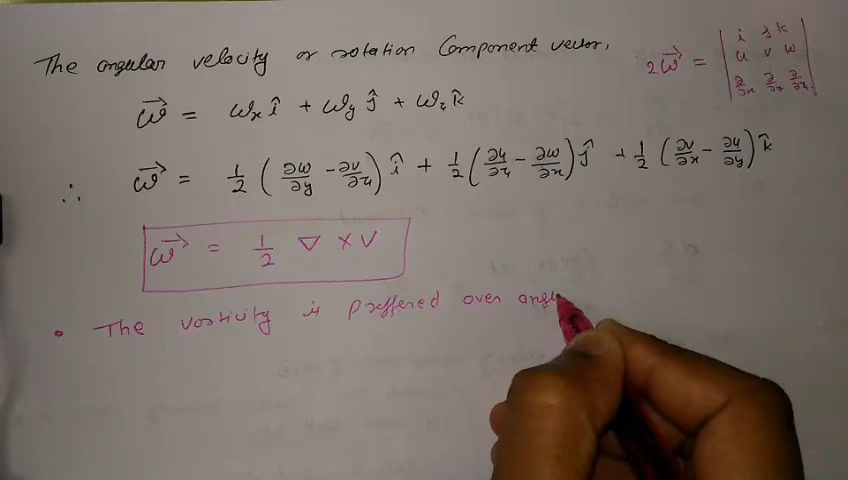 The angular velocity or rotation Component vector,
2ω⃗ = | i j k
u v w
∂/∂x ∂/∂y ∂/∂z |
ω⃗ = ωx î + ωy ĵ + ωz k̂
∴ ω⃗ = 1/2 (∂w/∂y - ∂v/∂z) î + 1/2 (∂u/∂z - ∂w/∂x) ĵ + 1/2 (∂v/∂x - ∂u/∂y) k̂
ω⃗ = 1/2 ∇ × V
• The vorticity is preffered over angu